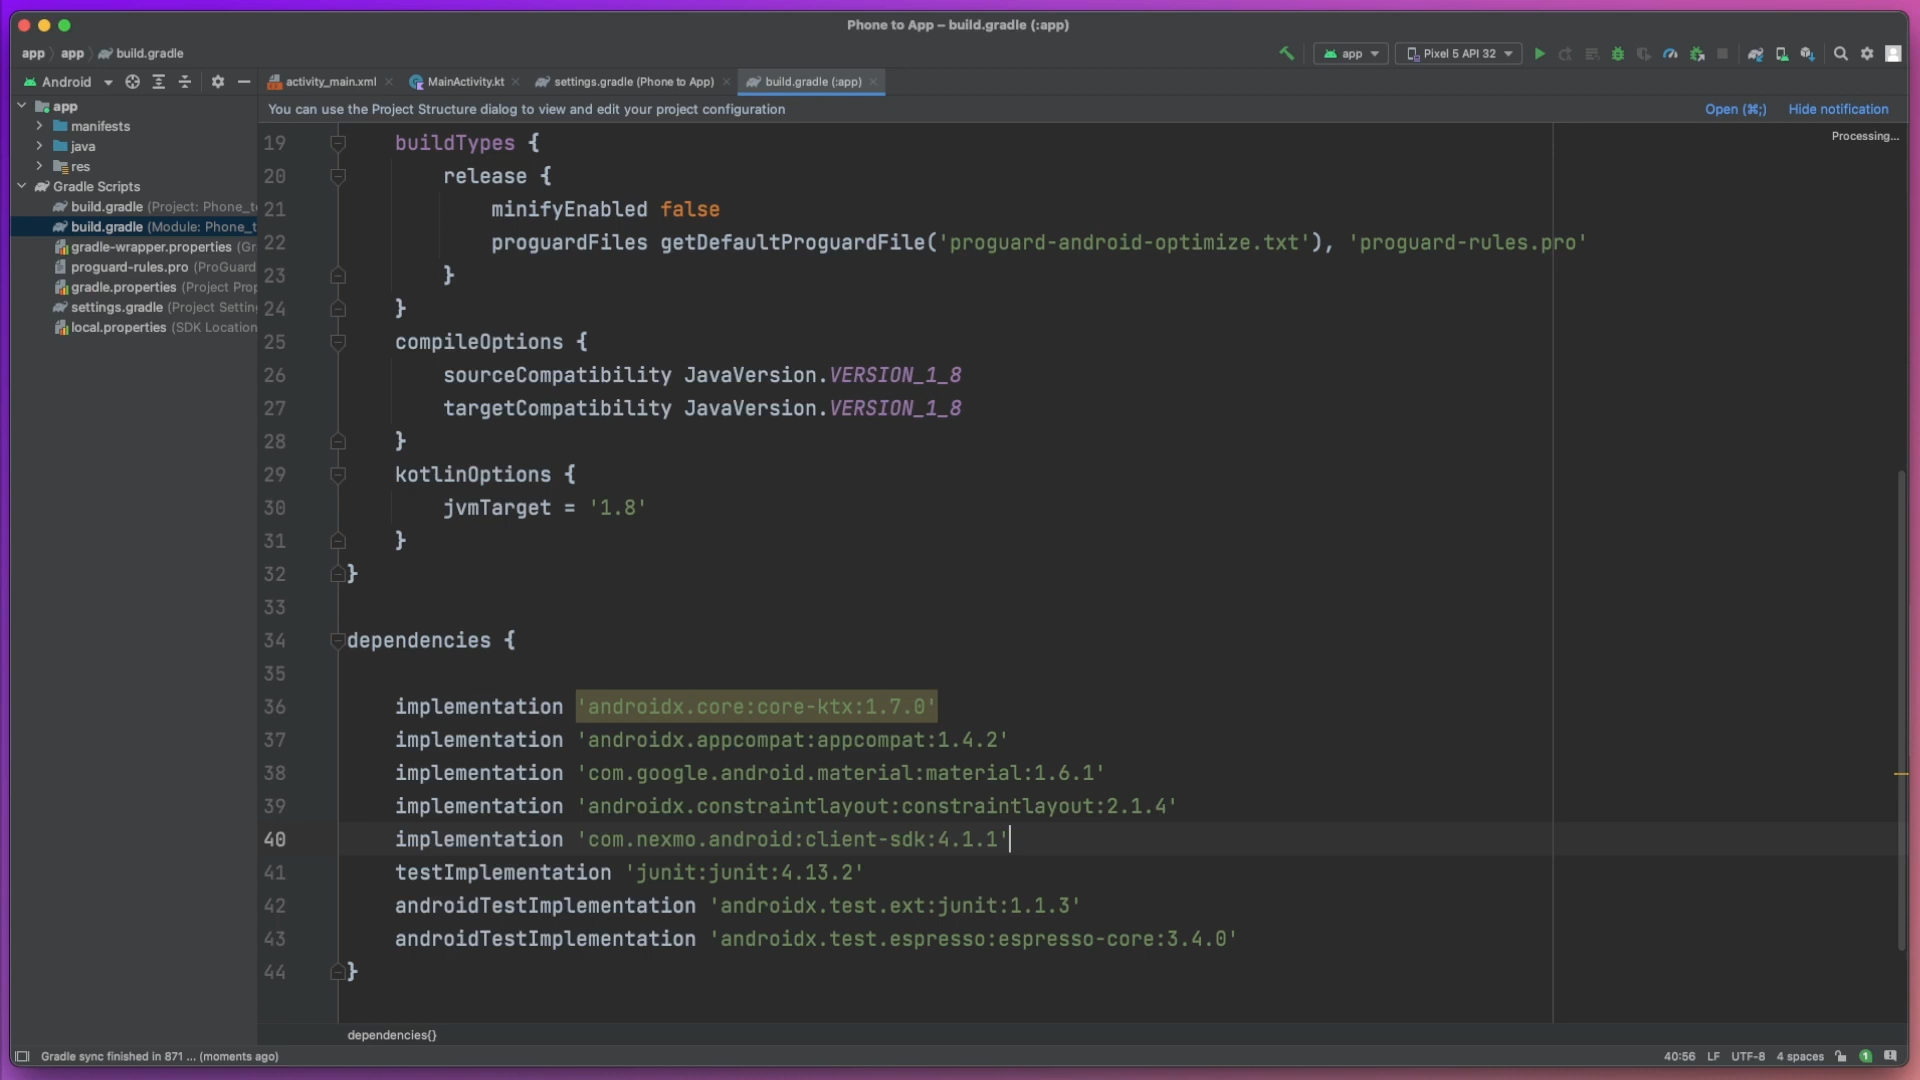 Phone to App – build.gradle (:app)
app app build.gradle
app Pixel 5 API 32
Android
activity_main.xml MainActivity.kt settings.gradle (Phone to App) build.gradle (:app)
You can use the Project Structure dialog to view and edit your project configuration Open (⌘;) Hide notification
Processing...
app
manifests
java
res
Gradle Scripts
build.gradle (Project: Phone_t
build.gradle (Module: Phone_t
gradle-wrapper.properties (Gr
proguard-rules.pro (ProGuard
gradle.properties (Project Prop
settings.gradle (Project Settin
local.properties (SDK Location
19 buildTypes {
20 release {
21 minifyEnabled false
22 proguardFiles getDefaultProguardFile('proguard-android-optimize.txt'), 'proguard-rules.pro'
23 }
24 }
25 compileOptions {
26 sourceCompatibility JavaVersion.VERSION_1_8
27 targetCompatibility JavaVersion.VERSION_1_8
28 }
29 kotlinOptions {
30 jvmTarget = '1.8'
31 }
32 }
33
34 dependencies {
35
36 implementation 'androidx.core:core-ktx:1.7.0'
37 implementation 'androidx.appcompat:appcompat:1.4.2'
38 implementation 'com.google.android.material:material:1.6.1'
39 implementation 'androidx.constraintlayout:constraintlayout:2.1.4'
40 implementation 'com.nexmo.android:client-sdk:4.1.1'
41 testImplementation 'junit:junit:4.13.2'
42 androidTestImplementation 'androidx.test.ext:junit:1.1.3'
43 androidTestImplementation 'androidx.test.espresso:espresso-core:3.4.0'
44 }
dependencies{}
Gradle sync finished in 871 ... (moments ago) 40:56 LF UTF-8 4 spaces 1